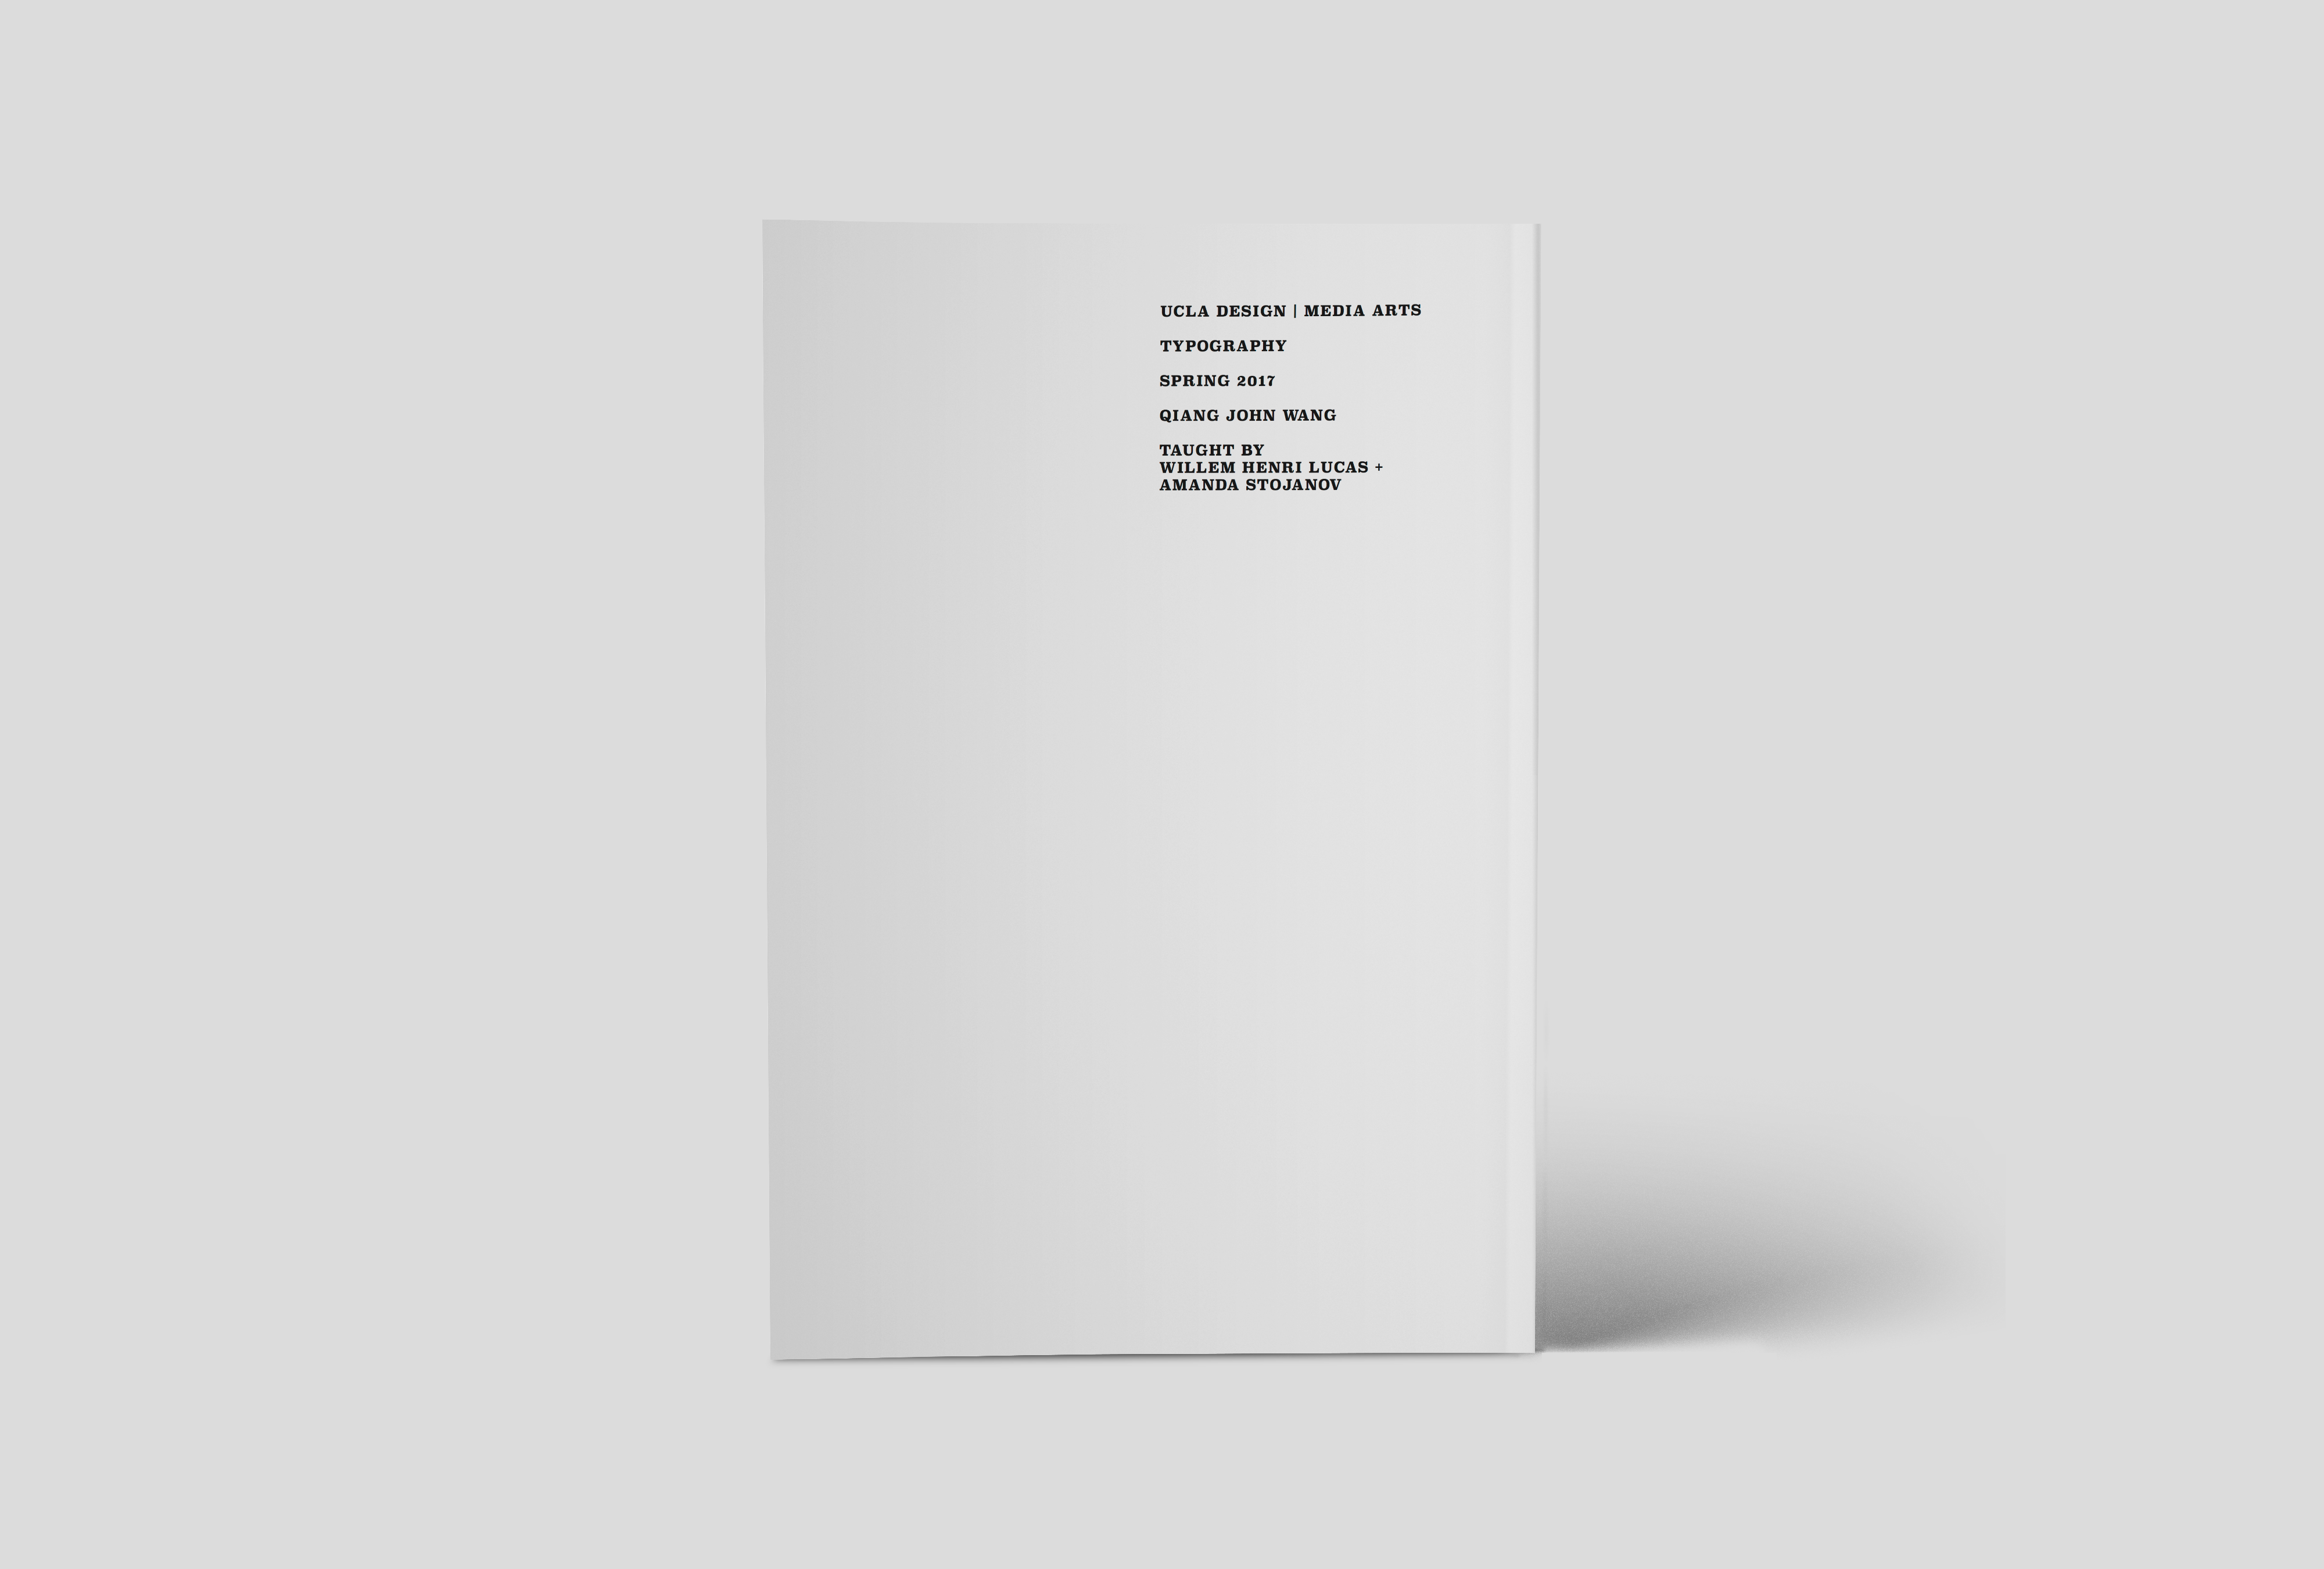 UCLA DESIGN | MEDIA ARTS
TYPOGRAPHY
SPRING 2017
QIANG JOHN WANG
TAUGHT BY
WILLEM HENRI LUCAS +
AMANDA STOJANOV